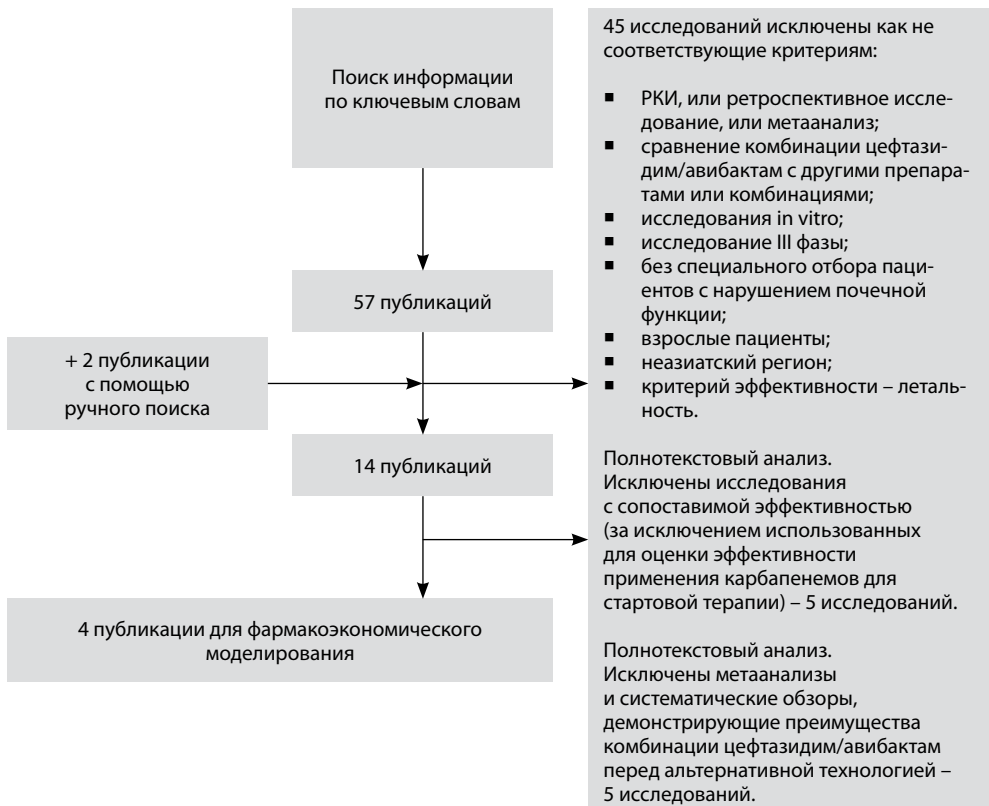 Поиск информации
по ключевым словам
57 публикаций
+ 2 публикации
с помощью
ручного поиска
14 публикаций
4 публикации для фармакоэкономического
моделирования
45 исследований исключены как не
соответствующие критериям:
▪ РКИ, или ретроспективное иссле-
дование, или метаанализ;
▪ сравнение комбинации цефтази-
дим/авибактам с другими препара-
тами или комбинациями;
▪ исследования in vitro;
▪ исследование III фазы;
▪ без специального отбора паци-
ентов с нарушением почечной
функции;
▪ взрослые пациенты;
▪ неазиатский регион;
▪ критерий эффективности – леталь-
ность.
Полнотекстовый анализ.
Исключены исследования
с сопоставимой эффективностью
(за исключением использованных
для оценки эффективности
применения карбапенемов для
стартовой терапии) – 5 исследований.
Полнотекстовый анализ.
Исключены метаанализы
и систематические обзоры,
демонстрирующие преимущества
комбинации цефтазидим/авибактам
перед альтернативной технологией –
5 исследований.